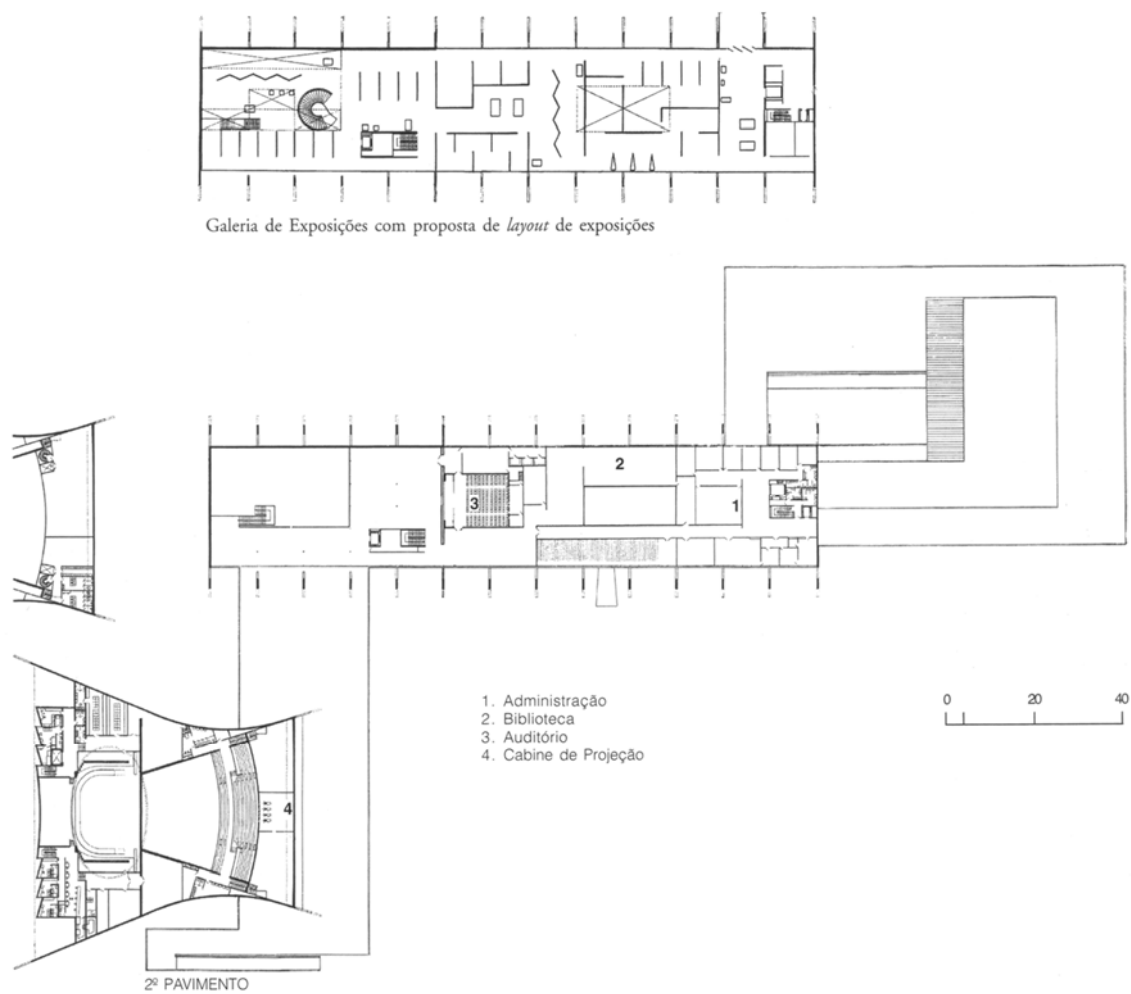 Galeria de Exposições com proposta de layout de exposições
2
3
1
1. Administração
2. Biblioteca
3. Auditório
4. Cabine de Projeção
0 20 40
4
2º PAVIMENTO